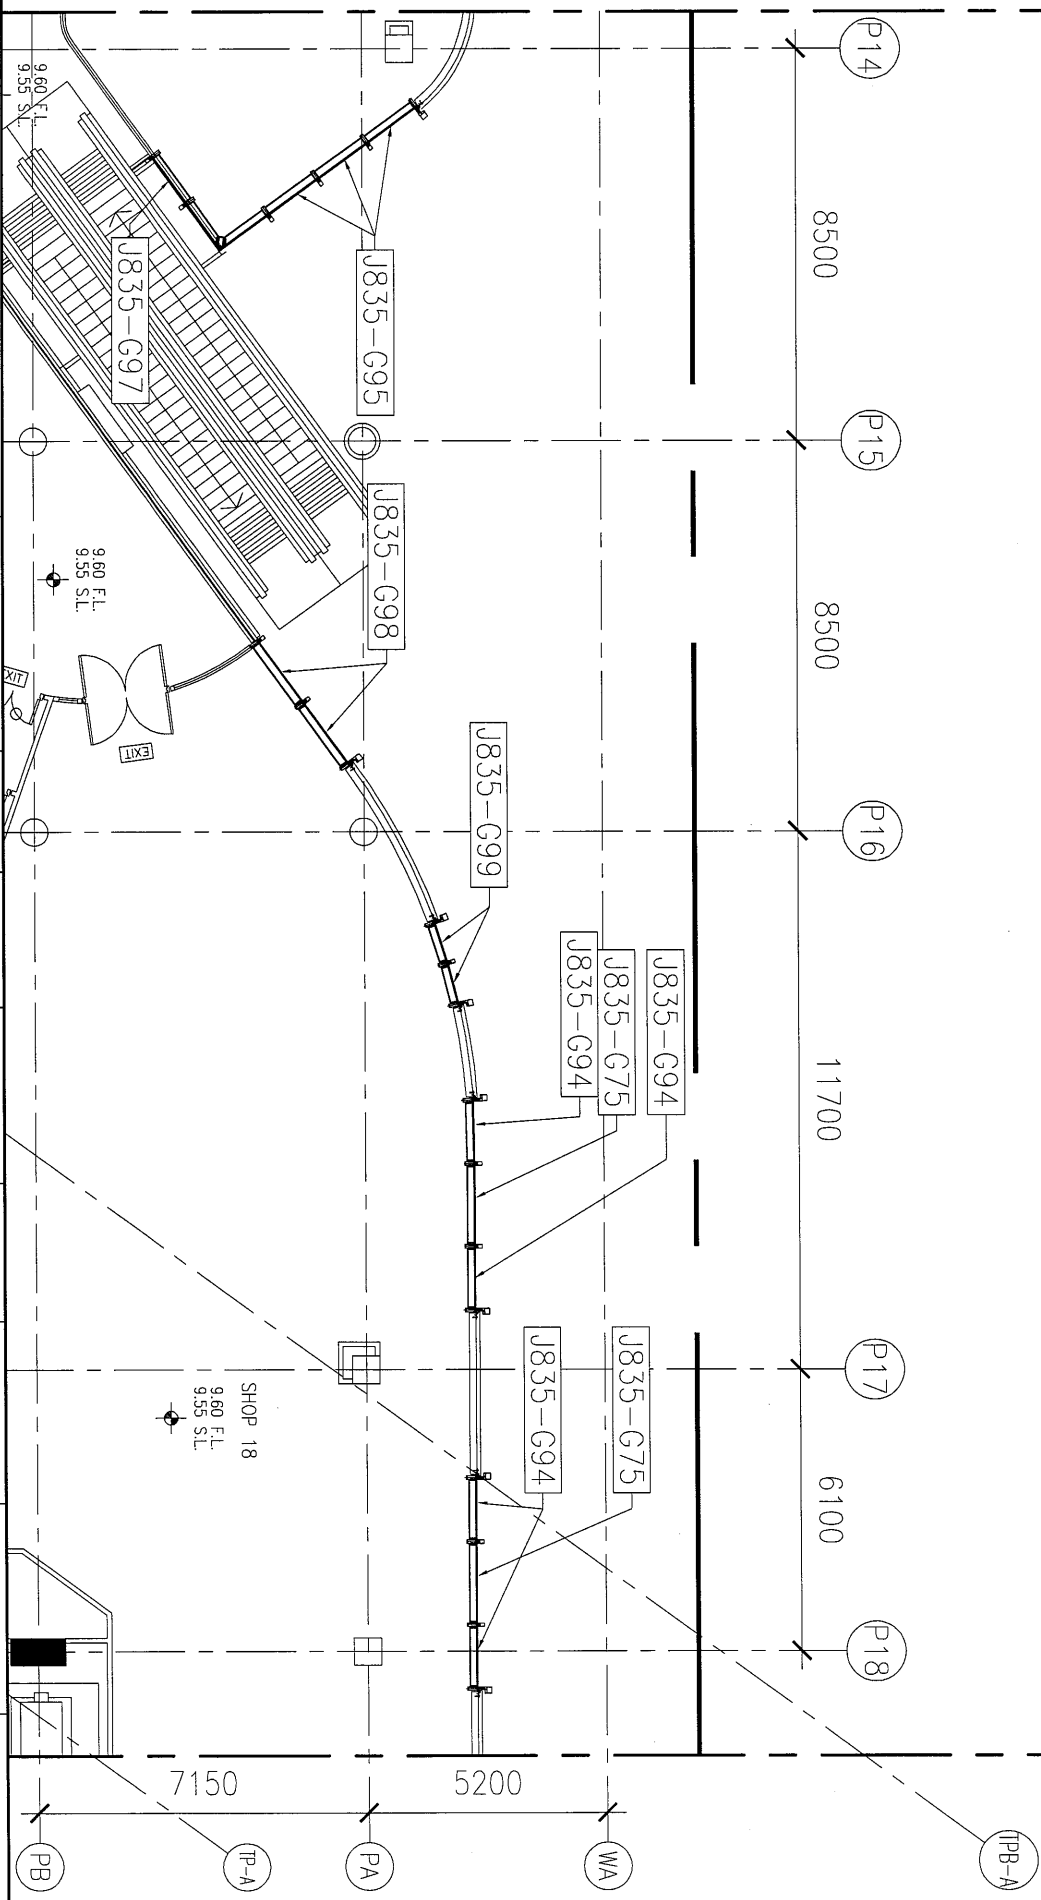 P14
P15
P16
P17
P18
8500
8500
11700
6100
9.60 F.L.
9.55 S.L.
J835-G97
J835-G95
J835-G98
9.60 F.L.
9.55 S.L.
EXIT
EXIT
J835-G99
J835-G94
J835-G75
J835-G94
J835-G94
J835-G75
SHOP 18
9.60 F.L.
9.55 S.L.
7150
5200
PB
TP-A
PA
WA
TPB-A